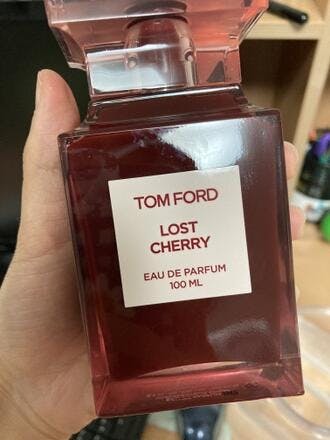 TOM FORD
LOST
CHERRY
EAU DE PARFUM
100 ML